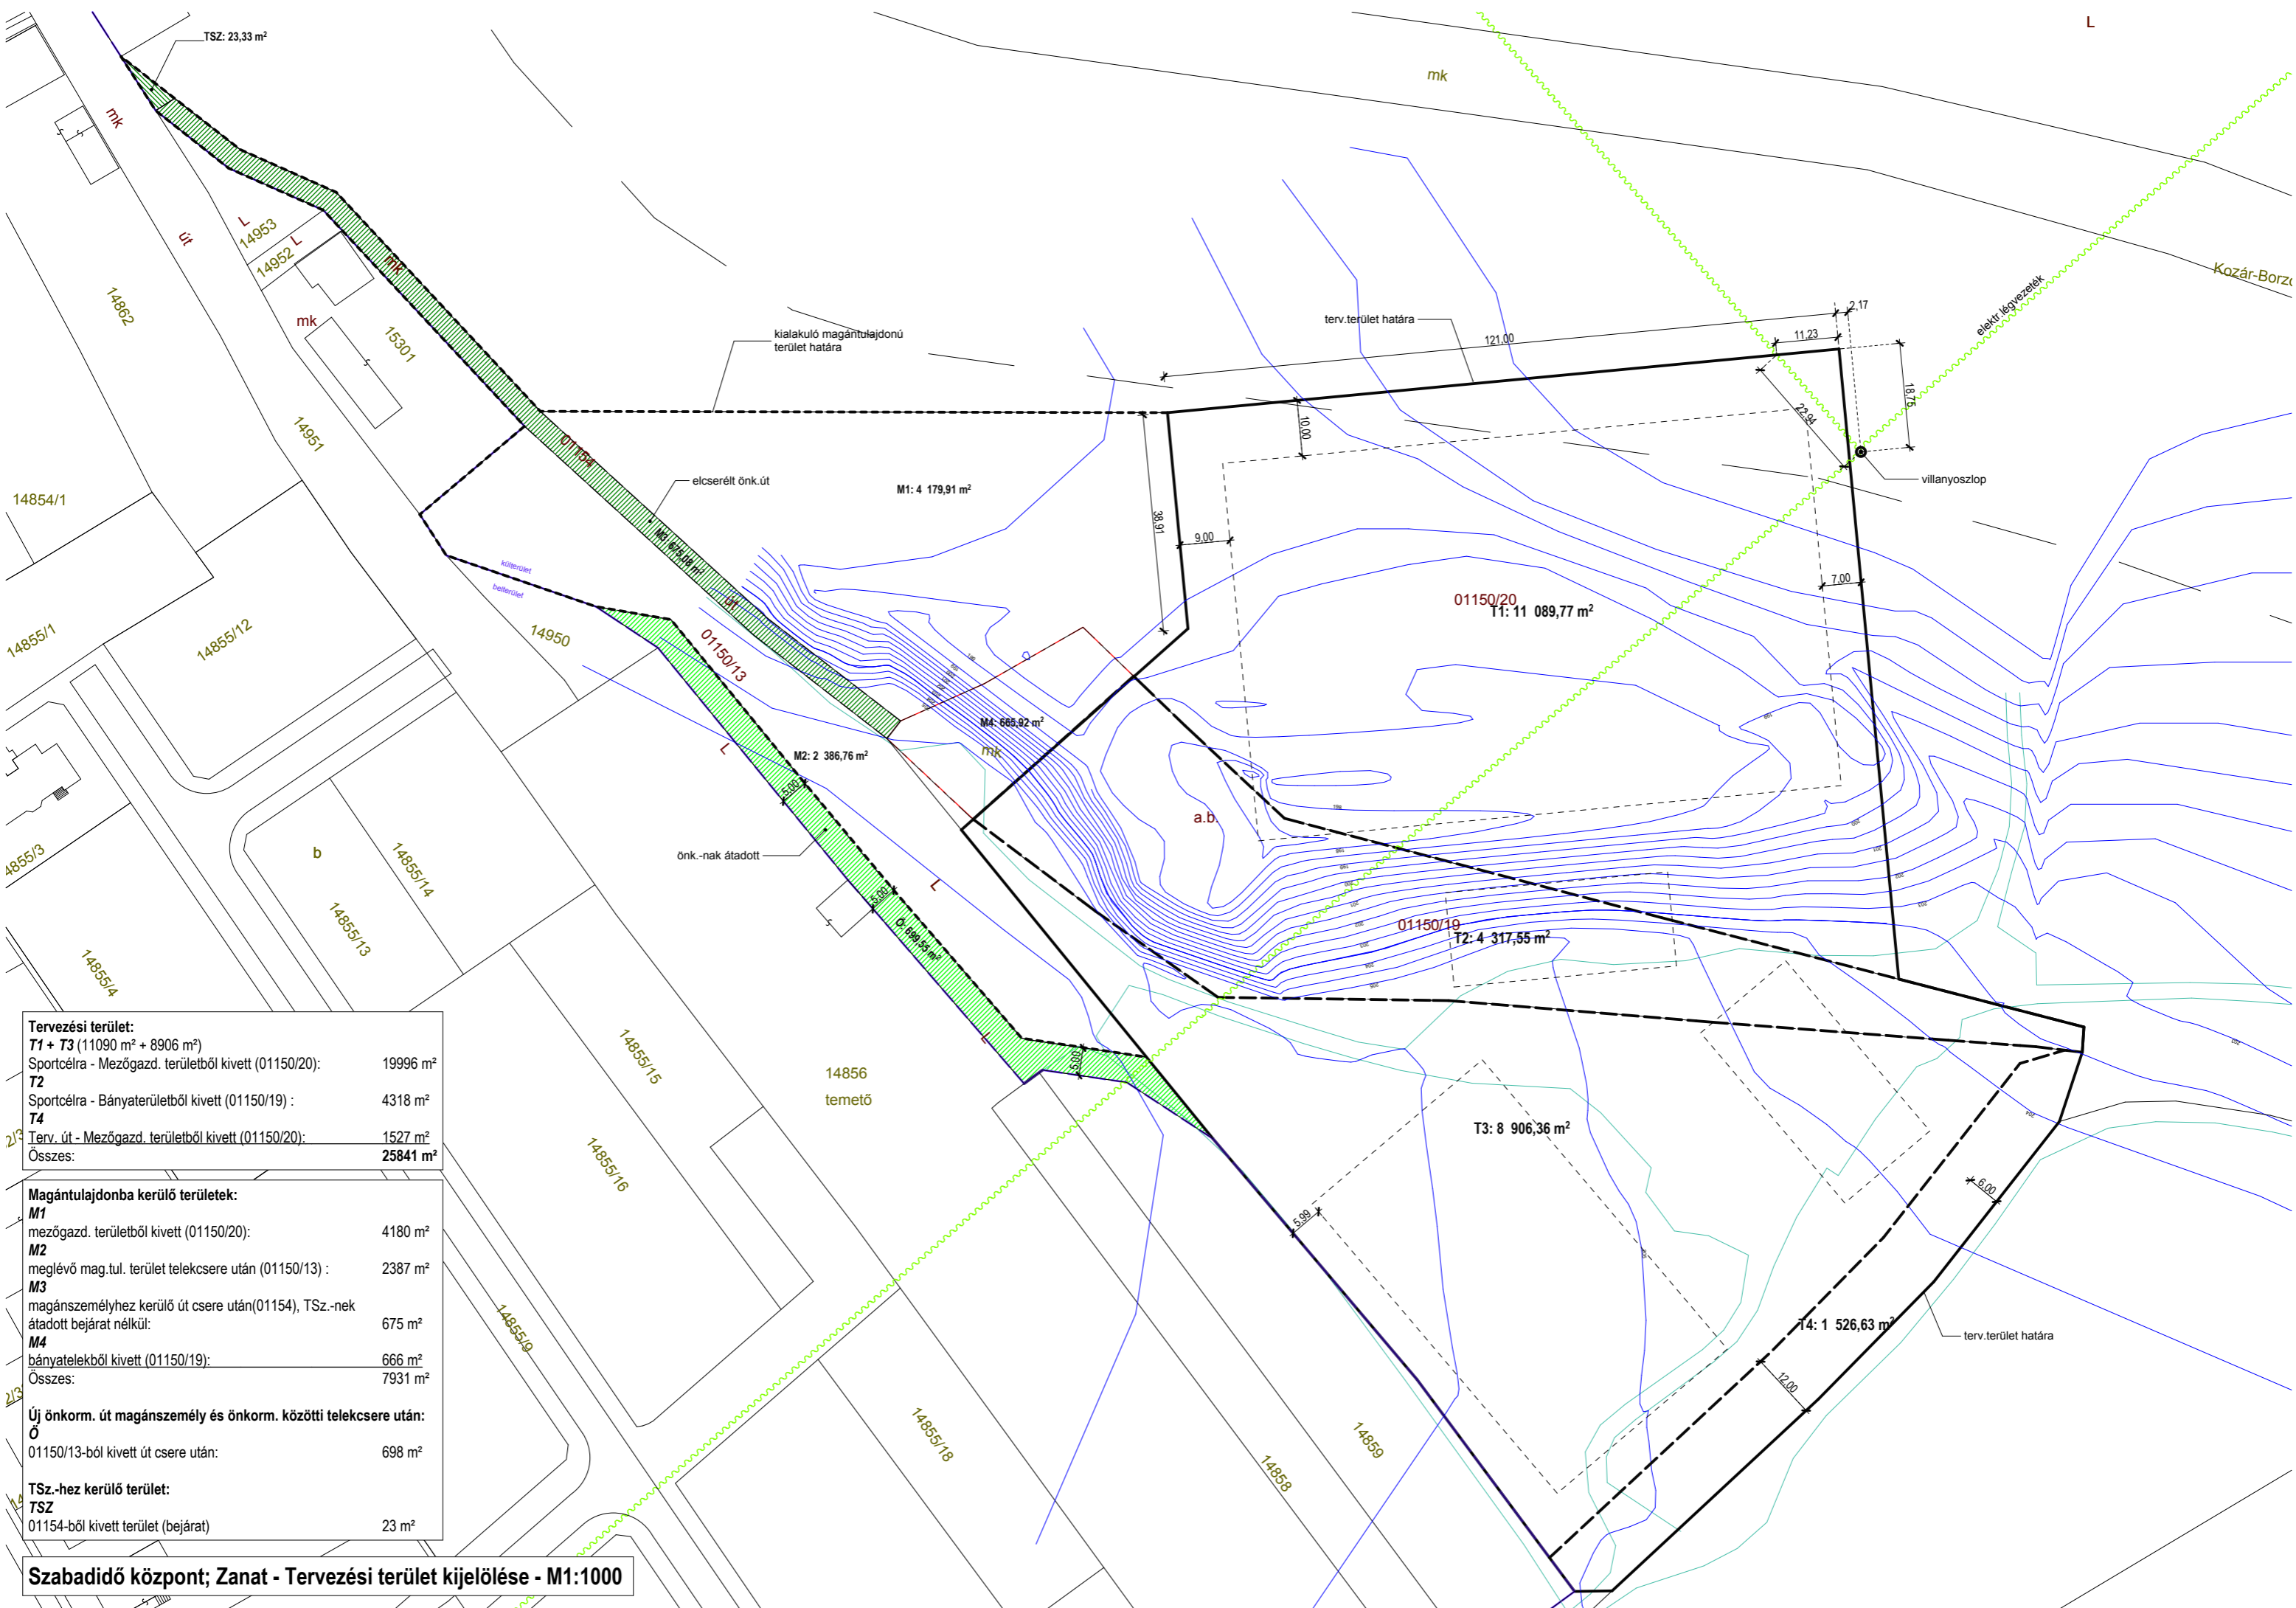 TSZ: 23,33 m²
L
mk
mk
Kozár-Borzó
elektr.légvezeték
út
L
14953
L
14952
mk
mk
15301
14862
14951
kialakuló magántulajdonú
terület határa
terv.terület határa
121,00
2,17
11,23
18,75
22,94
10,00
villanyoszlop
01154
elcserélt önk.út
M1: 4 179,91 m²
38,91
9,00
7,00
14854/1
M3: 675,08 m²
út
külterület
belterület
01150/20
T1: 11 089,77 m²
14855/1
14855/12
14950
01150/13
M4: 665,92 m²
mk
M2: 2 386,76 m²
L
5,00
a.b.
önk.-nak átadott
L
5,00
Ö: 699,55 m²
01150/19
T2: 4 317,55 m²
b
14855/14
14855/13
14855/4
14855/15
14856
temető
L
5,00
T3: 8 906,36 m²
14855/16
5,99
6,00
T4: 1 526,63 m²
terv.terület határa
12,00
14855/9
14855/18
14858
14859
Tervezési terület:
T1 + T3 (11090 m² + 8906 m²)
Sportcélra - Mezőgazd. területből kivett (01150/20): 19996 m²
T2
Sportcélra - Bányaterületből kivett (01150/19) : 4318 m²
T4
Terv. út - Mezőgazd. területből kivett (01150/20): 1527 m²
Összes: 25841 m²
Magántulajdonba kerülő területek:
M1
mezőgazd. területből kivett (01150/20): 4180 m²
M2
meglévő mag.tul. terület telekcsere után (01150/13) : 2387 m²
M3
magánszemélyhez kerülő út csere után(01154), TSz.-nek
átadott bejárat nélkül: 675 m²
M4
bányatelekből kivett (01150/19): 666 m²
Összes: 7931 m²
Új önkorm. út magánszemély és önkorm. közötti telekcsere után:
Ö
01150/13-ból kivett út csere után: 698 m²
TSz.-hez kerülő terület:
TSZ
01154-ből kivett terület (bejárat) 23 m²
Szabadidő központ; Zanat - Tervezési terület kijelölése - M1:1000